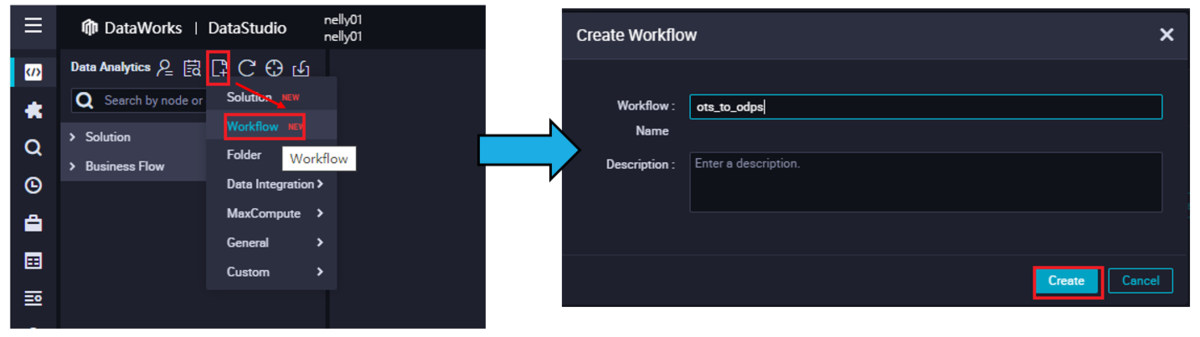 DataWorks | DataStudio
nelly01
nelly01
Data Analytics
Search by node or
Solution
Business Flow
Solution NEW
Workflow NEW
Folder
Workflow
Data Integration
MaxCompute
General
Custom
Create Workflow
Workflow :
Name
ots_to_odps
Description :
Enter a description.
Create
Cancel